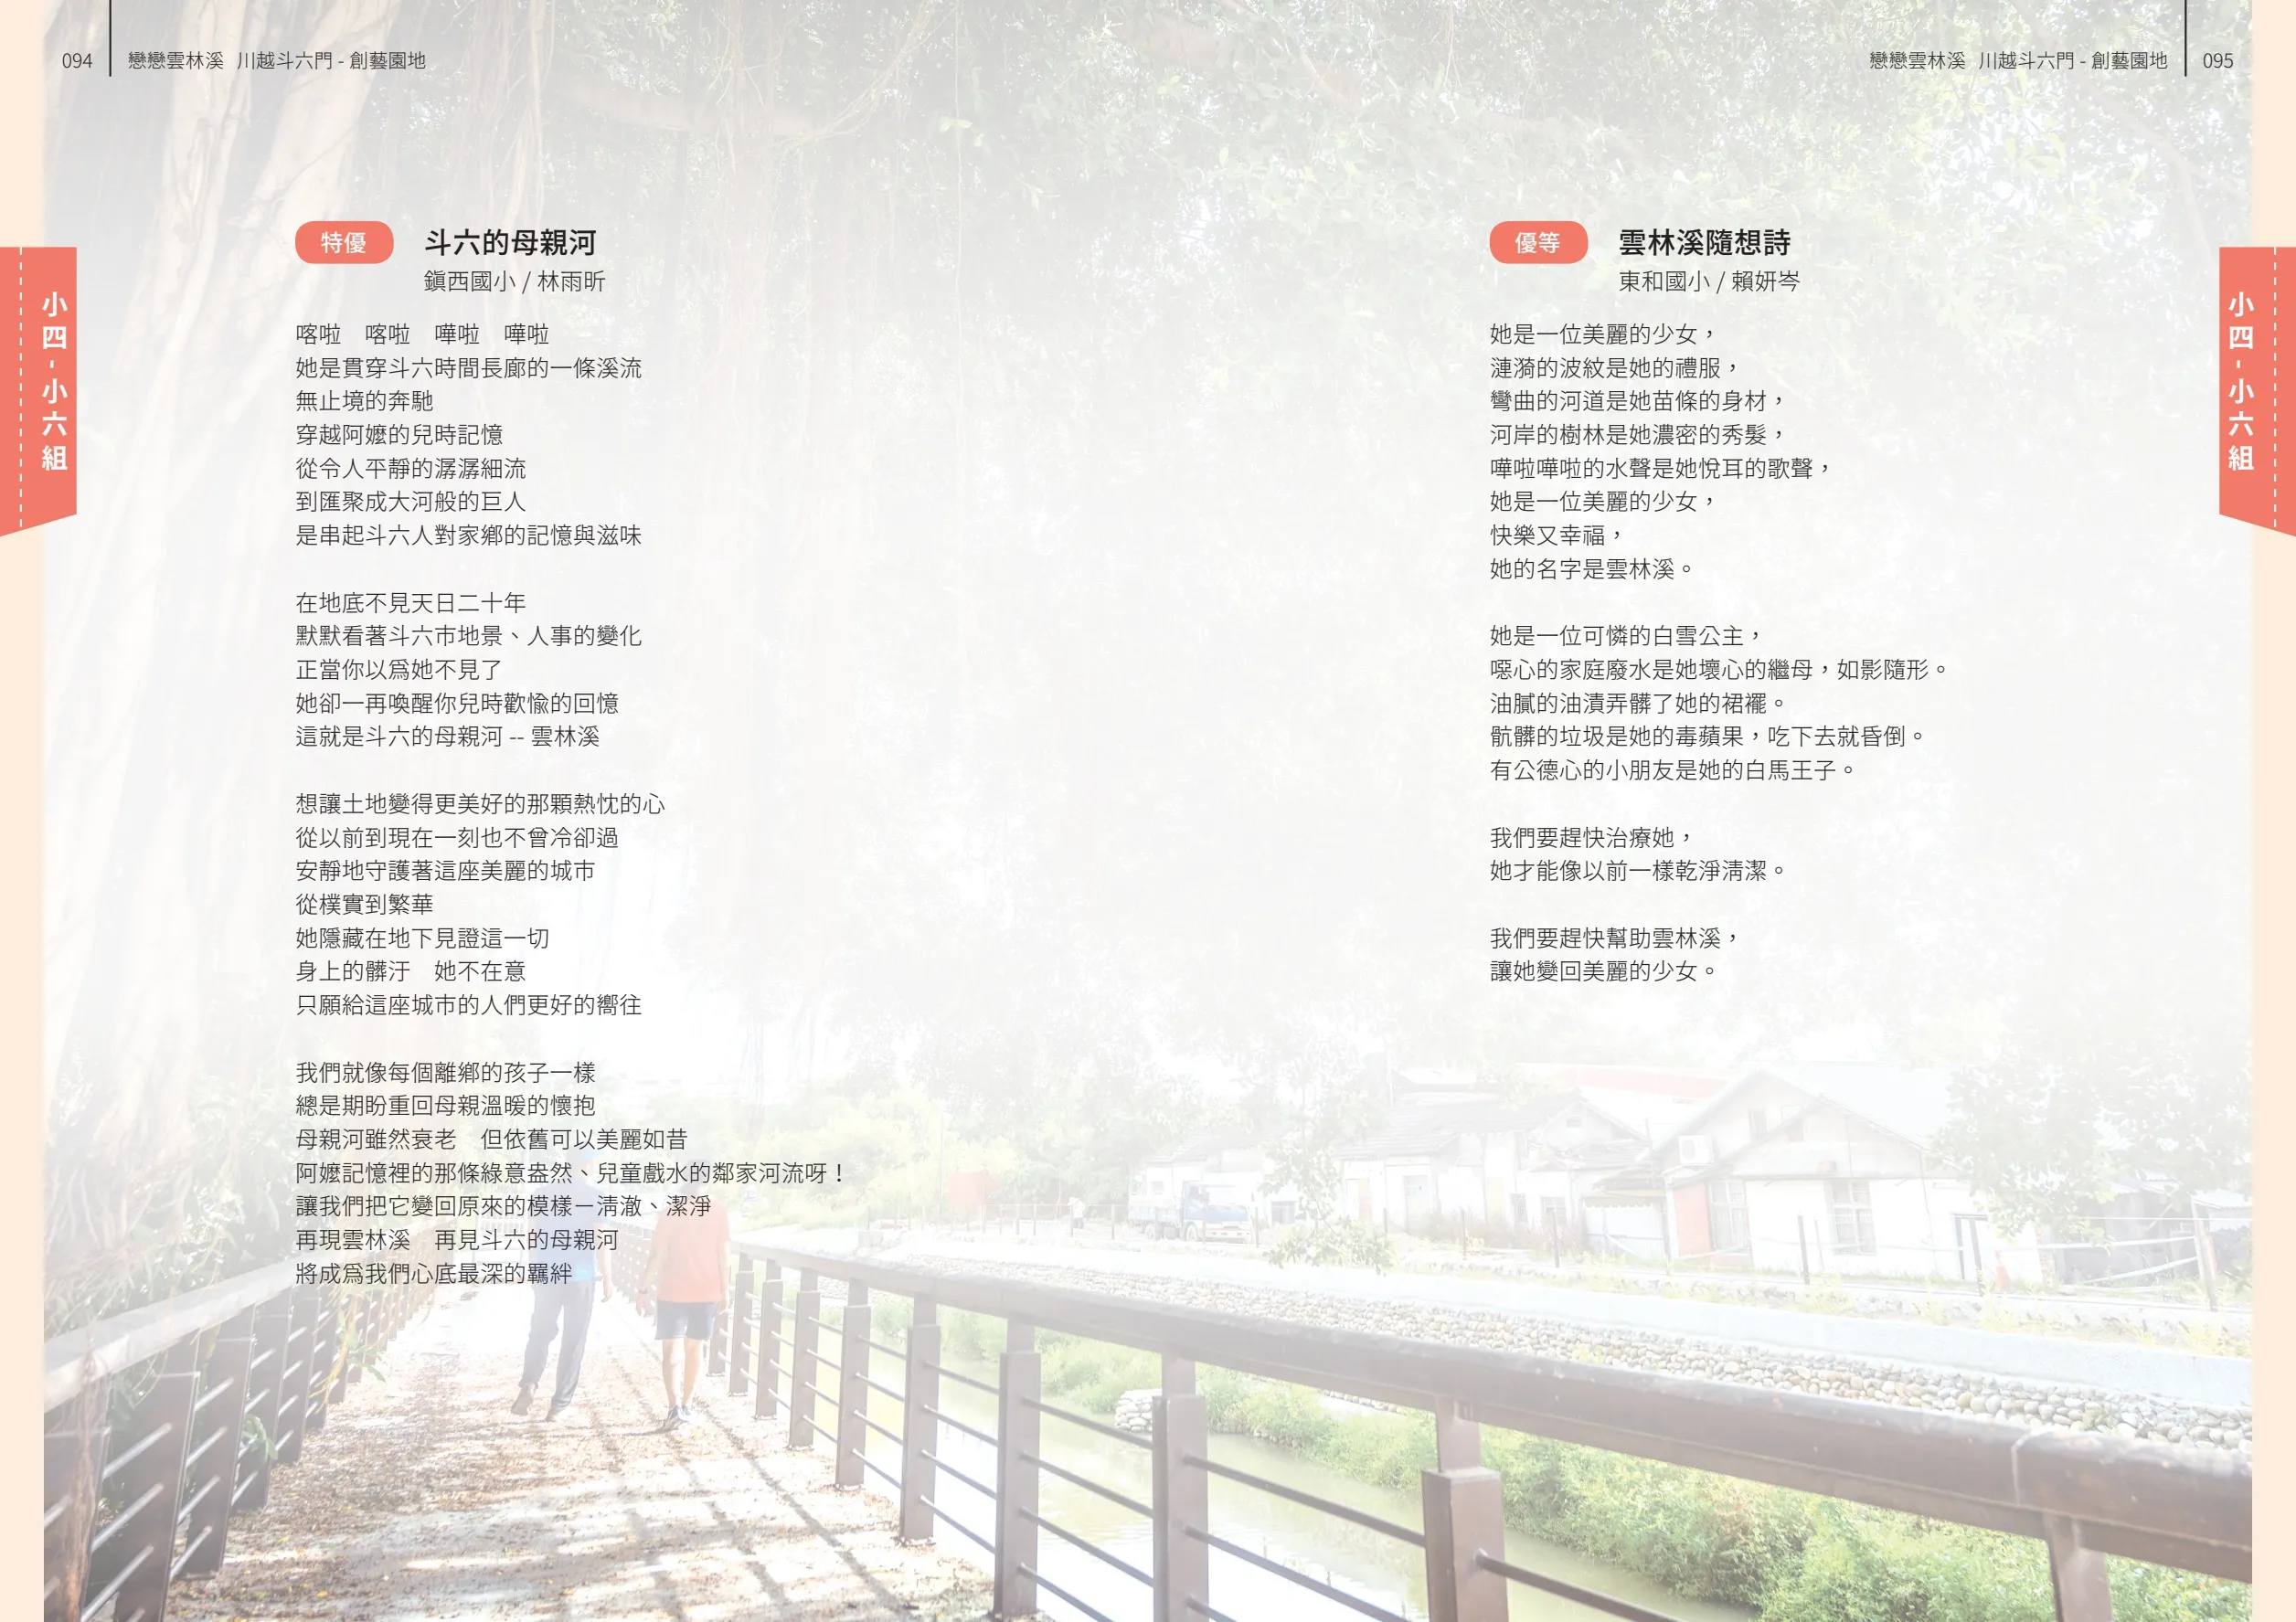 094 戀戀雲林溪 川越斗六門 - 創藝園地
小四-小六組
特優 斗六的母親河
鎭西國小 / 林雨昕
喀啦　喀啦　嘩啦　嘩啦
她是貫穿斗六時間長廊的一條溪流
無止境的奔馳
穿越阿嬤的兒時記憶
從令人平靜的潺潺細流
到匯聚成大河般的巨人
是串起斗六人對家鄕的記憶與滋味
在地底不見天日二十年
默默看著斗六市地景、人事的變化
正當你以爲她不見了
她卻一再喚醒你兒時歡愉的回憶
這就是斗六的母親河 -- 雲林溪
想讓土地變得更美好的那顆熱忱的心
從以前到現在一刻也不曾冷卻過
安靜地守護著這座美麗的城市
從樸實到繁華
她隱藏在地下見證這一切
身上的髒汙　她不在意
只願給這座城市的人們更好的嚮往
我們就像每個離鄕的孩子一樣
總是期盼重回母親溫暖的懷抱
母親河雖然衰老　但依舊可以美麗如昔
阿嬤記憶裡的那條綠意盎然、兒童戲水的鄰家河流呀！
讓我們把它變回原來的模樣－淸澈、潔淨
再現雲林溪　再見斗六的母親河
將成爲我們心底最深的羈絆
戀戀雲林溪 川越斗六門 - 創藝園地 095
小四-小六組
優等 雲林溪隨想詩
東和國小 / 賴姸岑
她是一位美麗的少女，
漣漪的波紋是她的禮服，
彎曲的河道是她苗條的身材，
河岸的樹林是她濃密的秀髮，
嘩啦嘩啦的水聲是她悅耳的歌聲，
她是一位美麗的少女，
快樂又幸福，
她的名字是雲林溪。
她是一位可憐的白雪公主，
噁心的家庭廢水是她壞心的繼母，如影隨形。
油膩的油漬弄髒了她的裙襬。
骯髒的垃圾是她的毒蘋果，吃下去就昏倒。
有公德心的小朋友是她的白馬王子。
我們要趕快治療她，
她才能像以前一樣乾淨淸潔。
我們要趕快幫助雲林溪，
讓她變回美麗的少女。